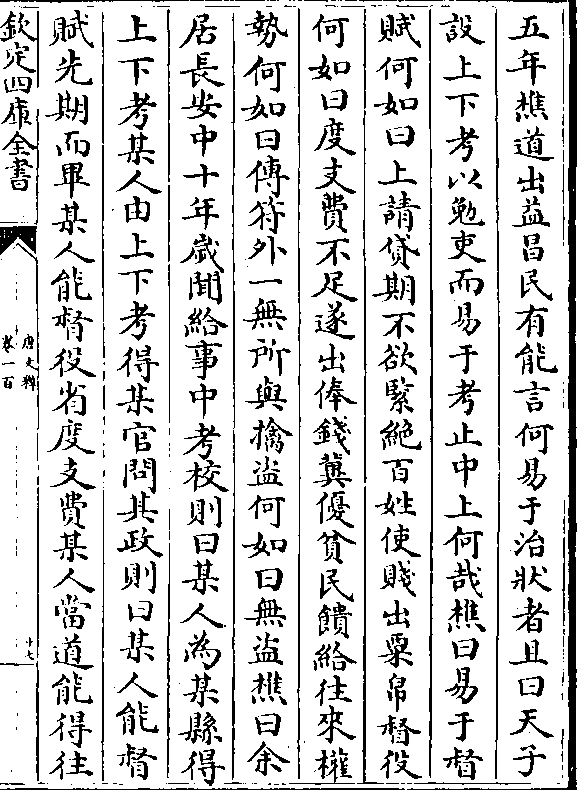 五年樵道出益昌民有能言何易于治狀者且曰天子
設上下考以勉吏而易于考止中上何哉樵曰易于督
賦何如曰上請貸期不欲緊絶百姓使賤出粟帛督役
何如曰度支費不足遂出俸錢兾優貧民饋給往來權
勢何如曰傳符外一無所與擒盗何如曰無盗樵曰余
居長安中十年歲聞給事中考校則曰某人為某縣得
上下考某人由上下考得某官問其政則曰某人能督
賦先期而畢某人能督役省度支費某人當道能得往
欽定四庫全書
唐文粹
卷一百
十七